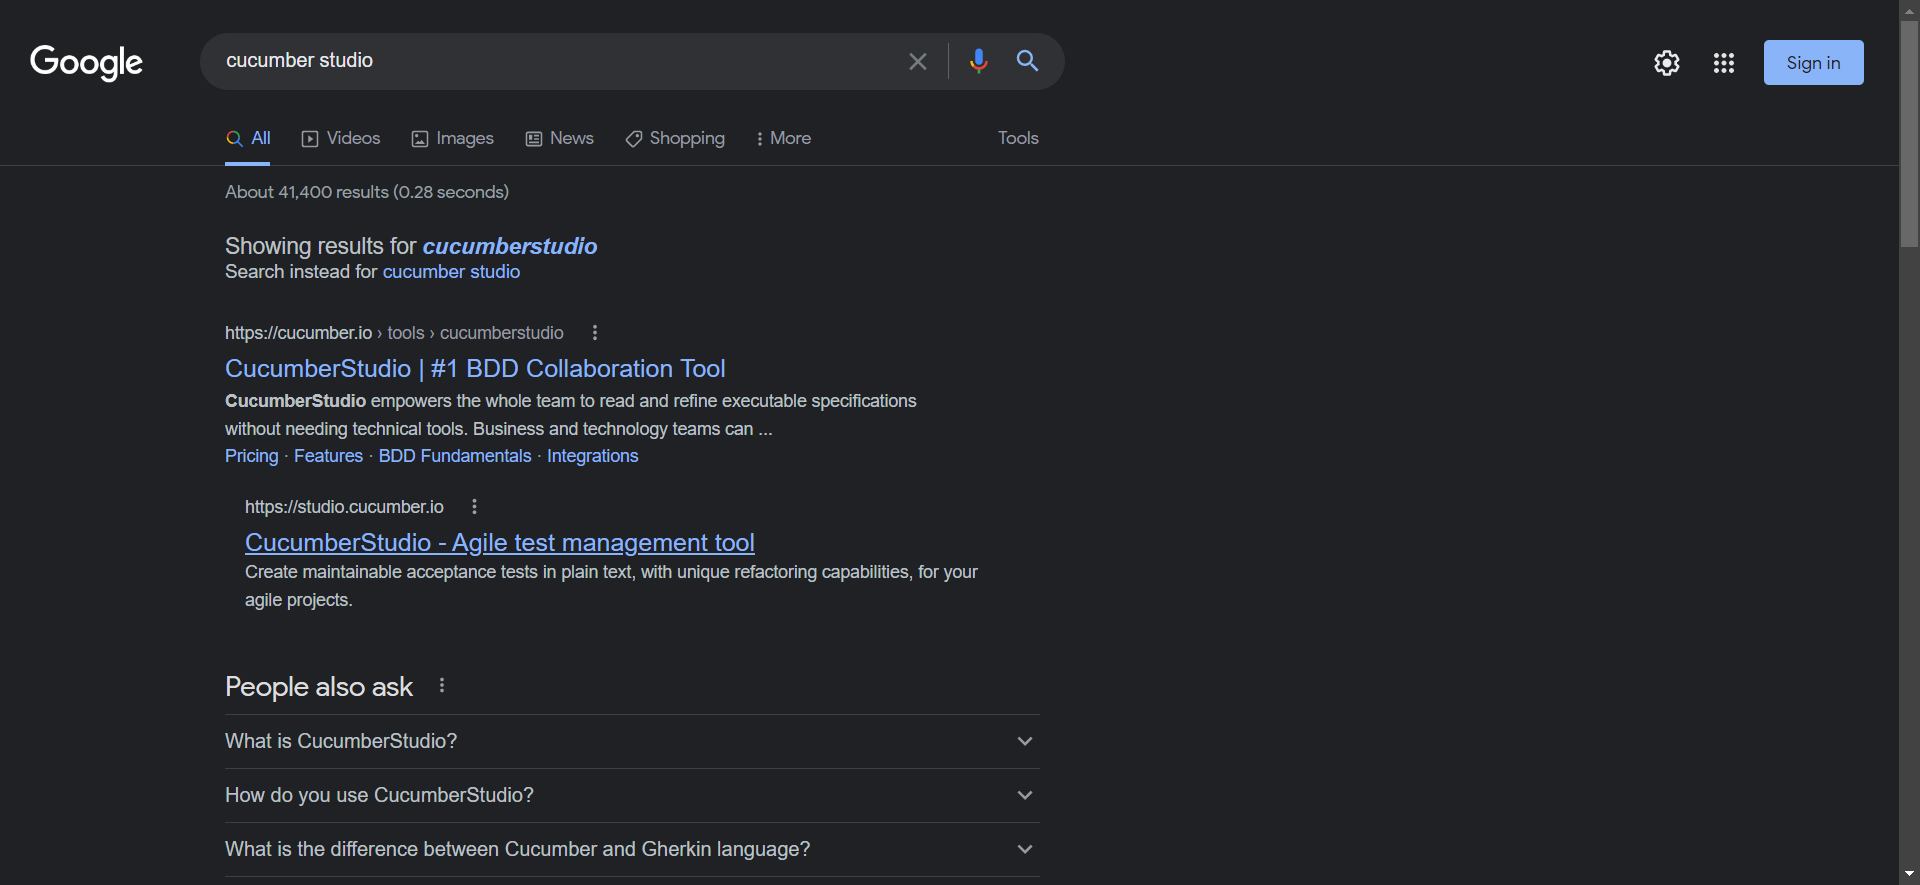 Google
cucumber studio
Sign in
All Videos Images News Shopping More Tools
About 41,400 results (0.28 seconds)
Showing results for cucumberstudio
Search instead for cucumber studio
https://cucumber.io › tools › cucumberstudio
CucumberStudio | #1 BDD Collaboration Tool
CucumberStudio empowers the whole team to read and refine executable specifications
without needing technical tools. Business and technology teams can ...
Pricing · Features · BDD Fundamentals · Integrations
https://studio.cucumber.io
CucumberStudio - Agile test management tool
Create maintainable acceptance tests in plain text, with unique refactoring capabilities, for your
agile projects.
People also ask
What is CucumberStudio?
How do you use CucumberStudio?
What is the difference between Cucumber and Gherkin language?